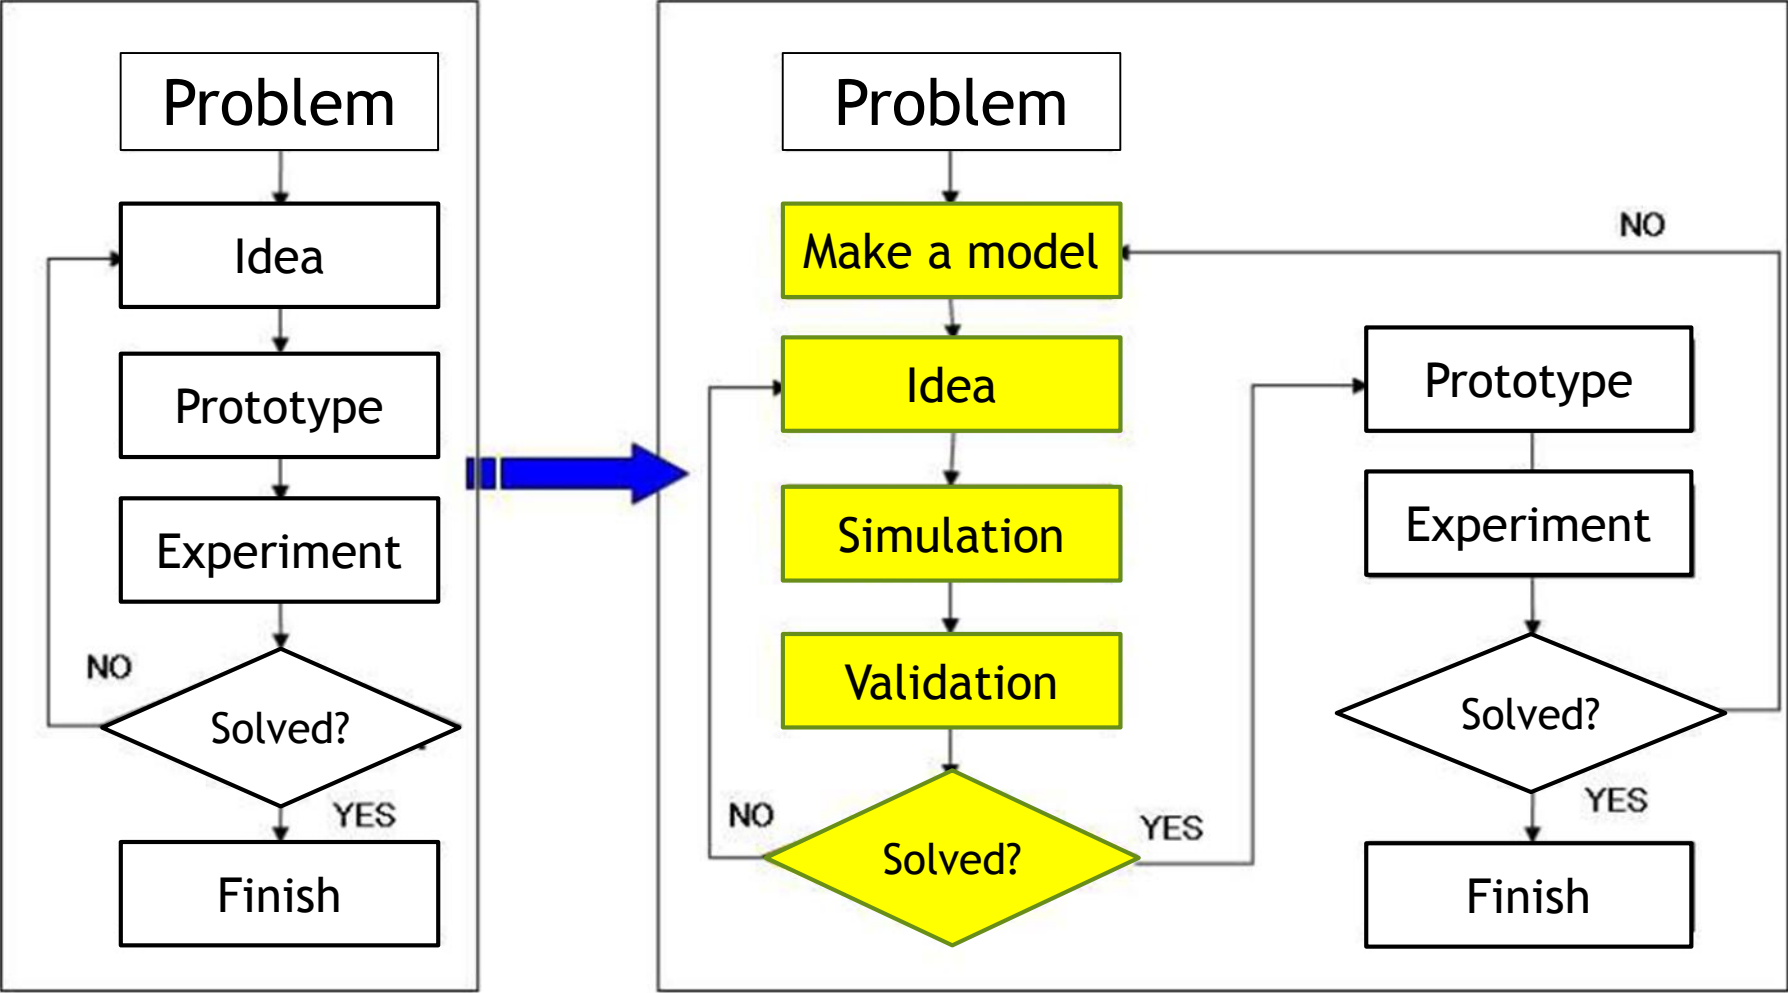 Problem
Idea
Prototype
Experiment
NO
Solved?
YES
Finish
Problem
Make a model
Idea
Simulation
Validation
NO
Solved?
YES
NO
Prototype
Experiment
Solved?
YES
Finish